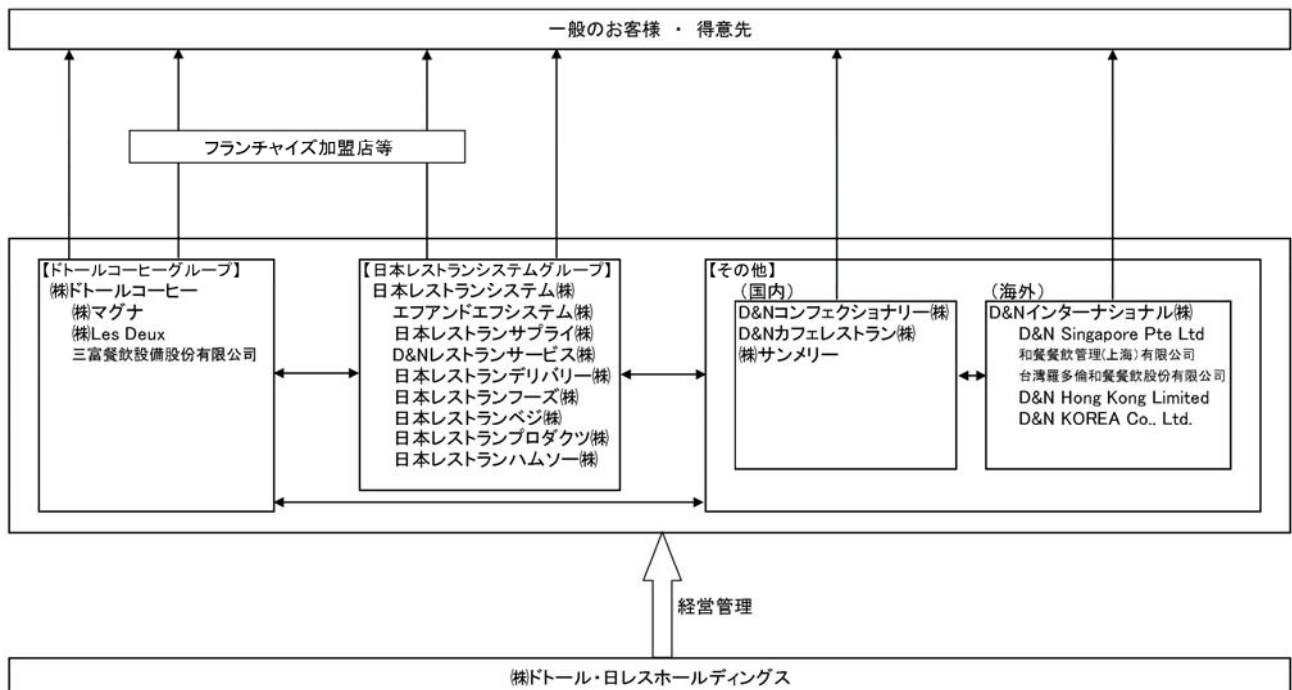 一般のお客様 ・ 得意先
フランチャイズ加盟店等
【ドトールコーヒーグループ】
㈱ドトールコーヒー
㈱マグナ
㈱Les Deux
三富餐飲設備股份有限公司
【日本レストランシステムグループ】
日本レストランシステム㈱
エフアンドエフシステム㈱
日本レストランサプライ㈱
D&Nレストランサービス㈱
日本レストランデリバリー㈱
日本レストランフーズ㈱
日本レストランベジ㈱
日本レストランプロダクツ㈱
日本レストランハムソー㈱
【その他】
（国内）
D&Nコンフェクショナリー㈱
D&Nカフェレストラン㈱
㈱サンメリー
（海外）
D&Nインターナショナル㈱
D&N Singapore Pte Ltd
和餐餐飲管理(上海)有限公司
台湾羅多倫和餐餐飲股份有限公司
D&N Hong Kong Limited
D&N KOREA Co., Ltd.
経営管理
㈱ドトール・日レスホールディングス